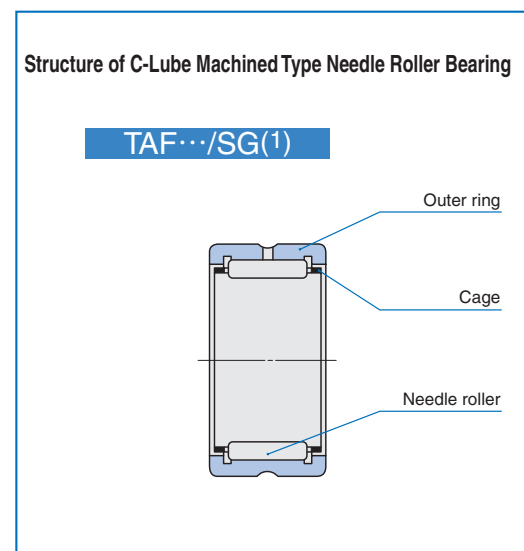 Structure of C-Lube Machined Type Needle Roller Bearing
TAF···/SG(1)
Outer ring
Cage
Needle roller